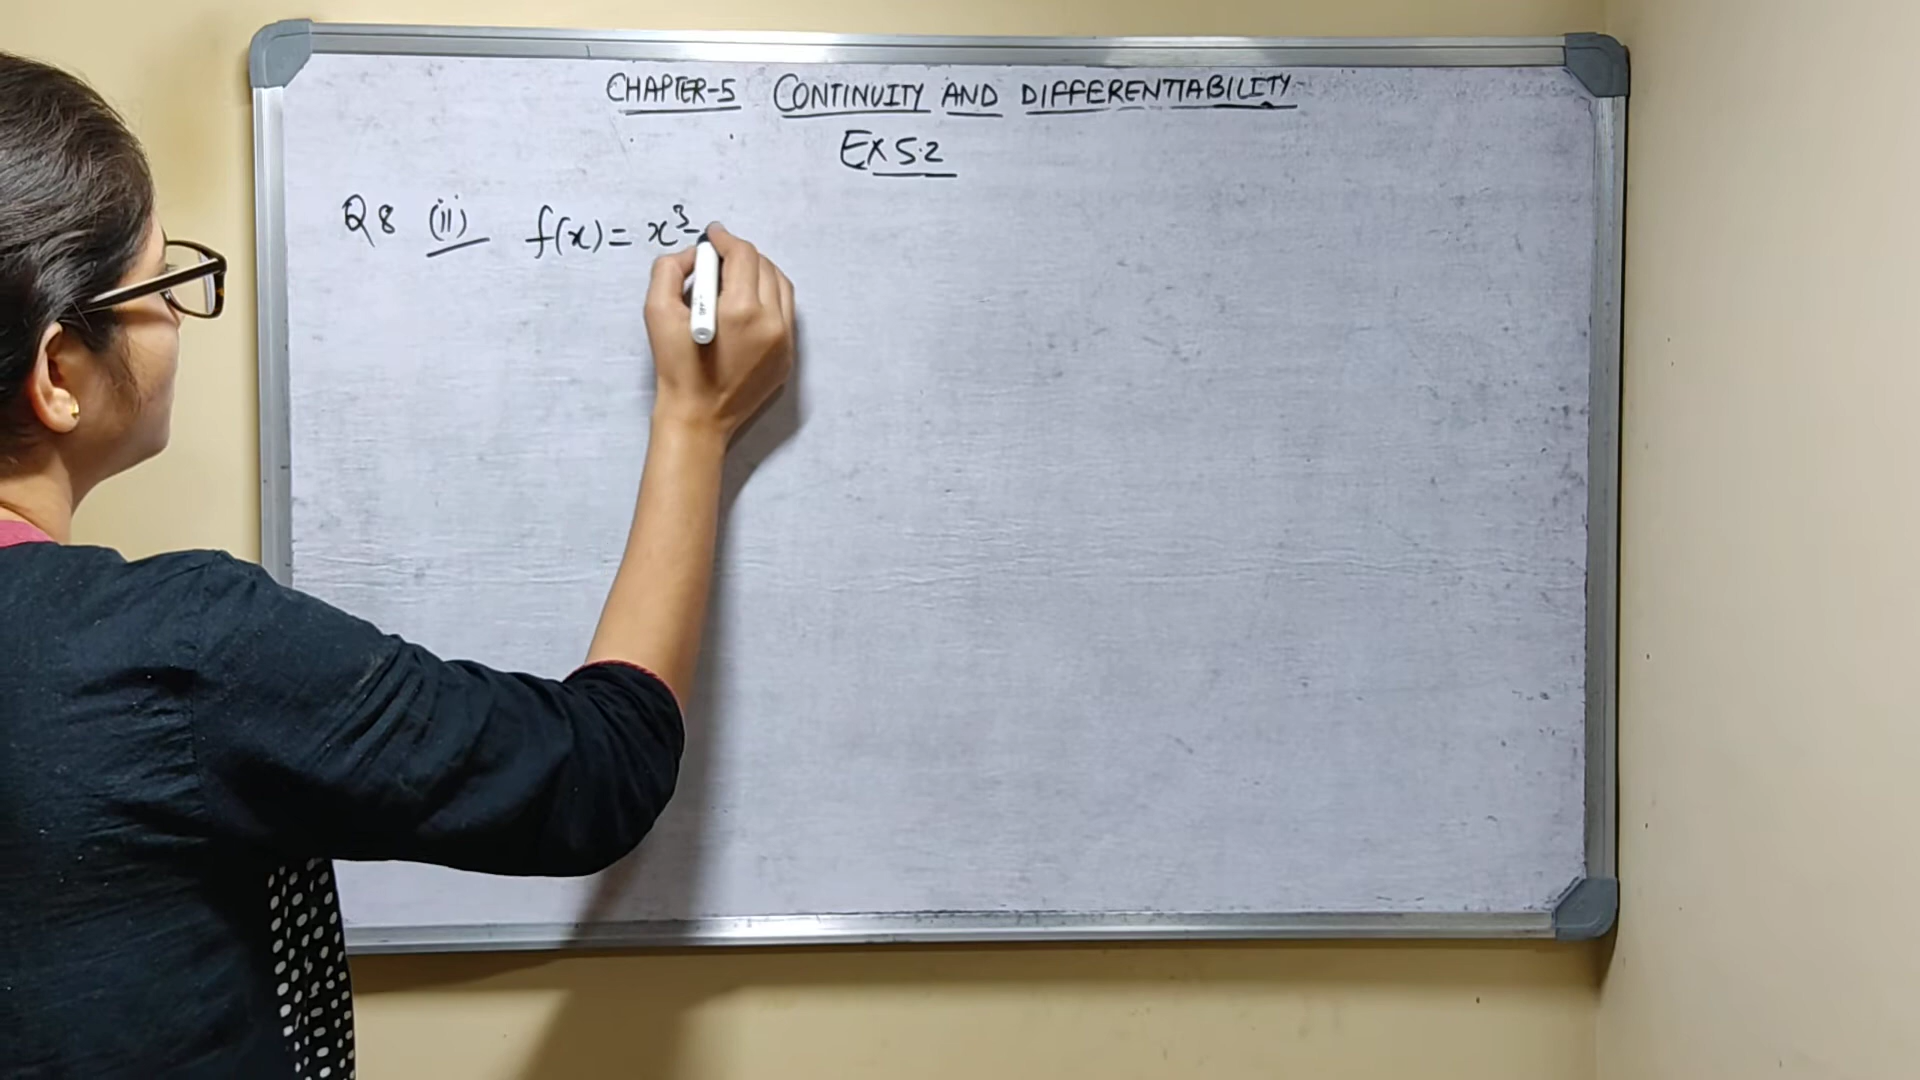 CHAPTER-5 CONTINUITY AND DIFFERENTIABILITY
Ex 5.2
Q8 (ii) f(x) = x³-